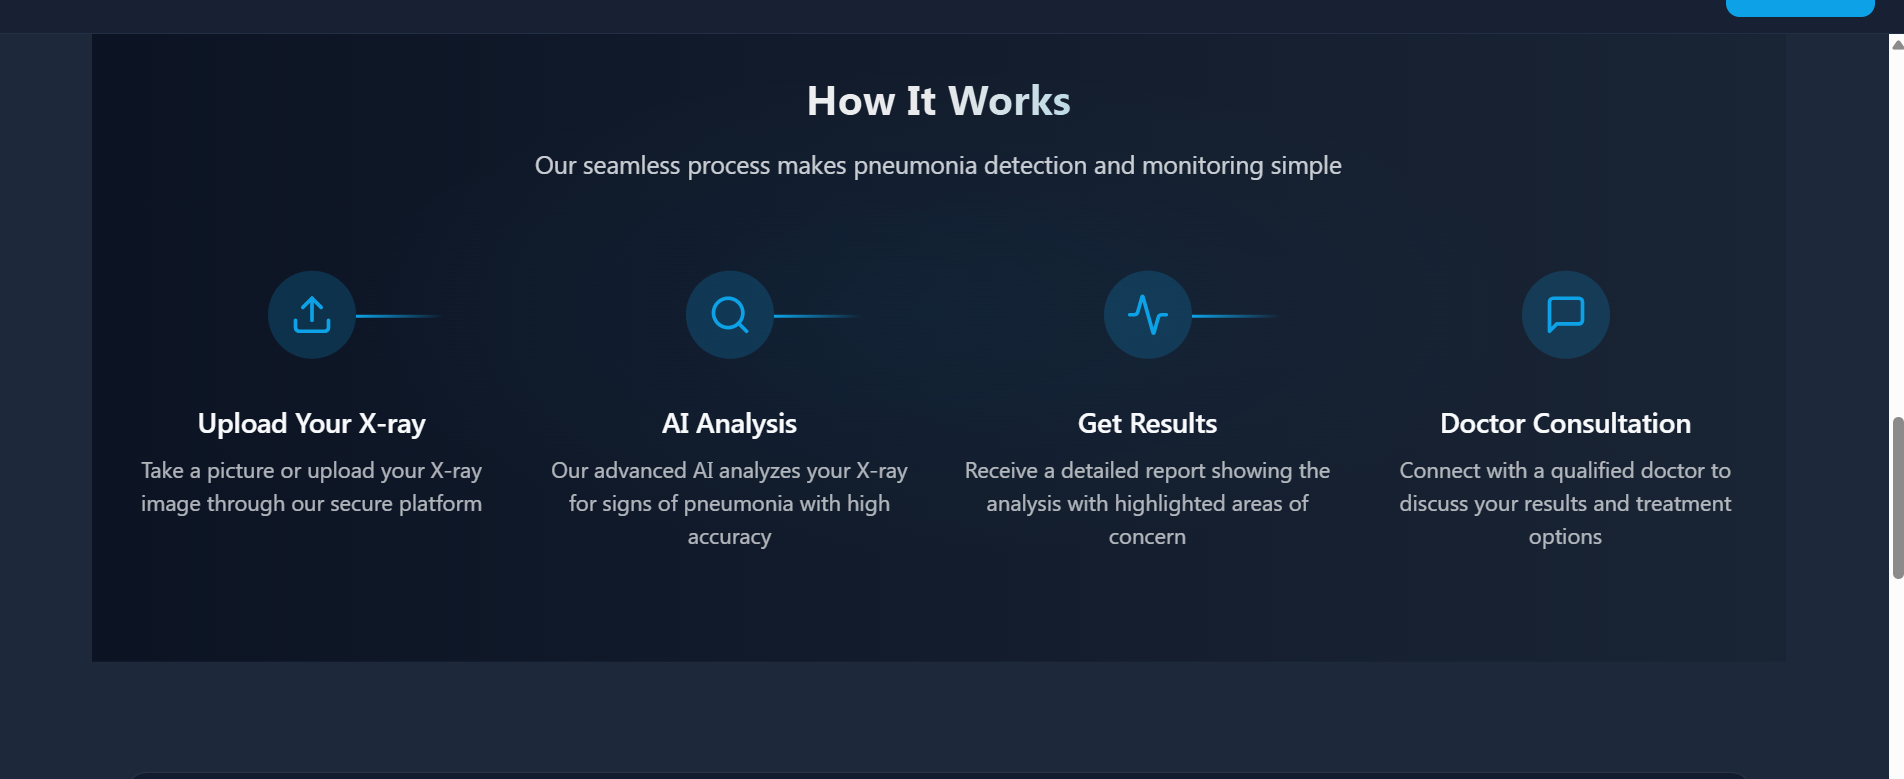 How It Works
Our seamless process makes pneumonia detection and monitoring simple
Upload Your X-ray
Take a picture or upload your X-ray
image through our secure platform
AI Analysis
Our advanced AI analyzes your X-ray
for signs of pneumonia with high
accuracy
Get Results
Receive a detailed report showing the
analysis with highlighted areas of
concern
Doctor Consultation
Connect with a qualified doctor to
discuss your results and treatment
options